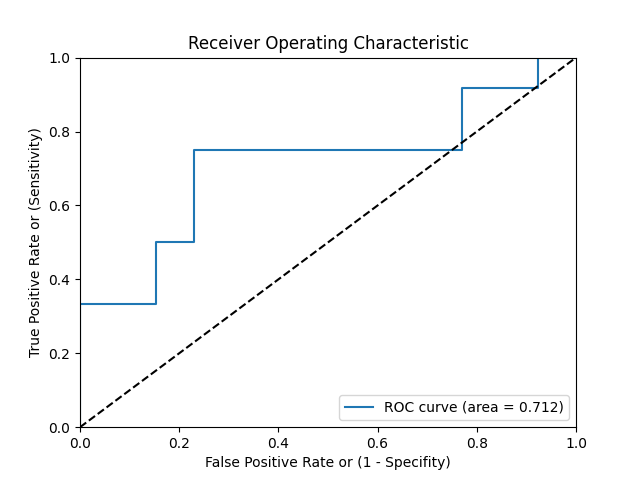 Receiver Operating Characteristic
1.0
0.8
0.6
0.4
0.2
0.0
True Positive Rate or (Sensitivity)
ROC curve (area = 0.712)
0.0 0.2 0.4 0.6 0.8 1.0
False Positive Rate or (1 - Specifity)